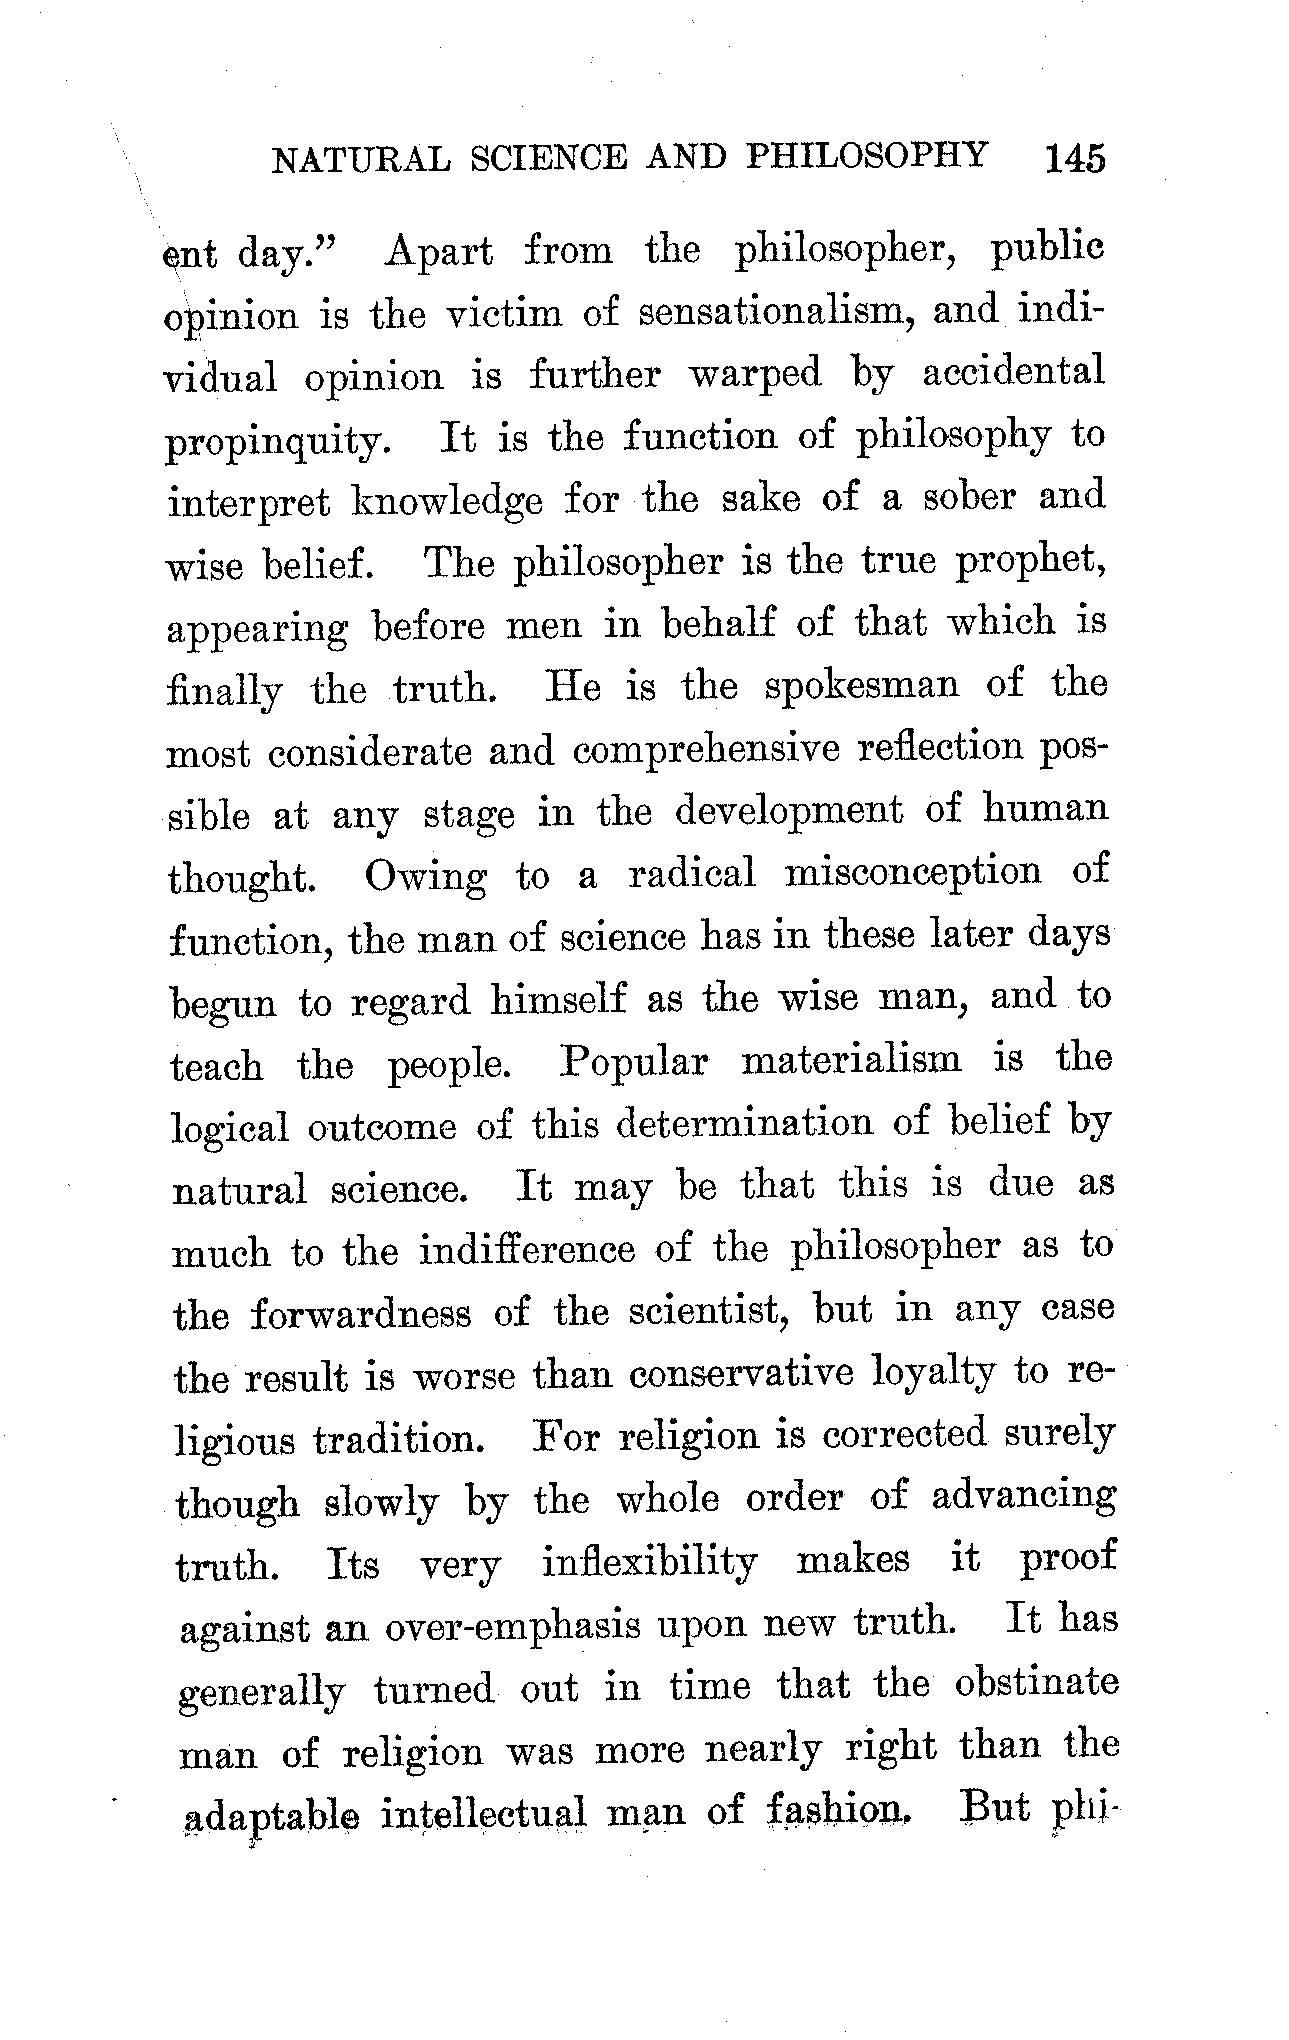 NATURAL SCIENCE AND PHILOSOPHY 145
ent day.” Apart from the philosopher, public
opinion is the victim of sensationalism, and indi-
vidual opinion is further warped by accidental
propinquity. It is the function of philosophy to
interpret knowledge for the sake of a sober and
wise belief. The philosopher is the true prophet,
appearing before men in behalf of that which is
finally the truth. He is the spokesman of the
most considerate and comprehensive reflection pos-
sible at any stage in the development of human
thought. Owing to a radical misconception of
function, the man of science has in these later days
begun to regard himself as the wise man, and to
teach the people. Popular materialism is the
logical outcome of this determination of belief by
natural science. It may be that this is due as
much to the indifference of the philosopher as to
the forwardness of the scientist, but in any case
the result is worse than conservative loyalty to re-
ligious tradition. For religion is corrected surely
though slowly by the whole order of advancing
truth. Its very inflexibility makes it proof
against an over-emphasis upon new truth. It has
generally turned out in time that the obstinate
man of religion was more nearly right than the
adaptable intellectual man of fashion. But phi-